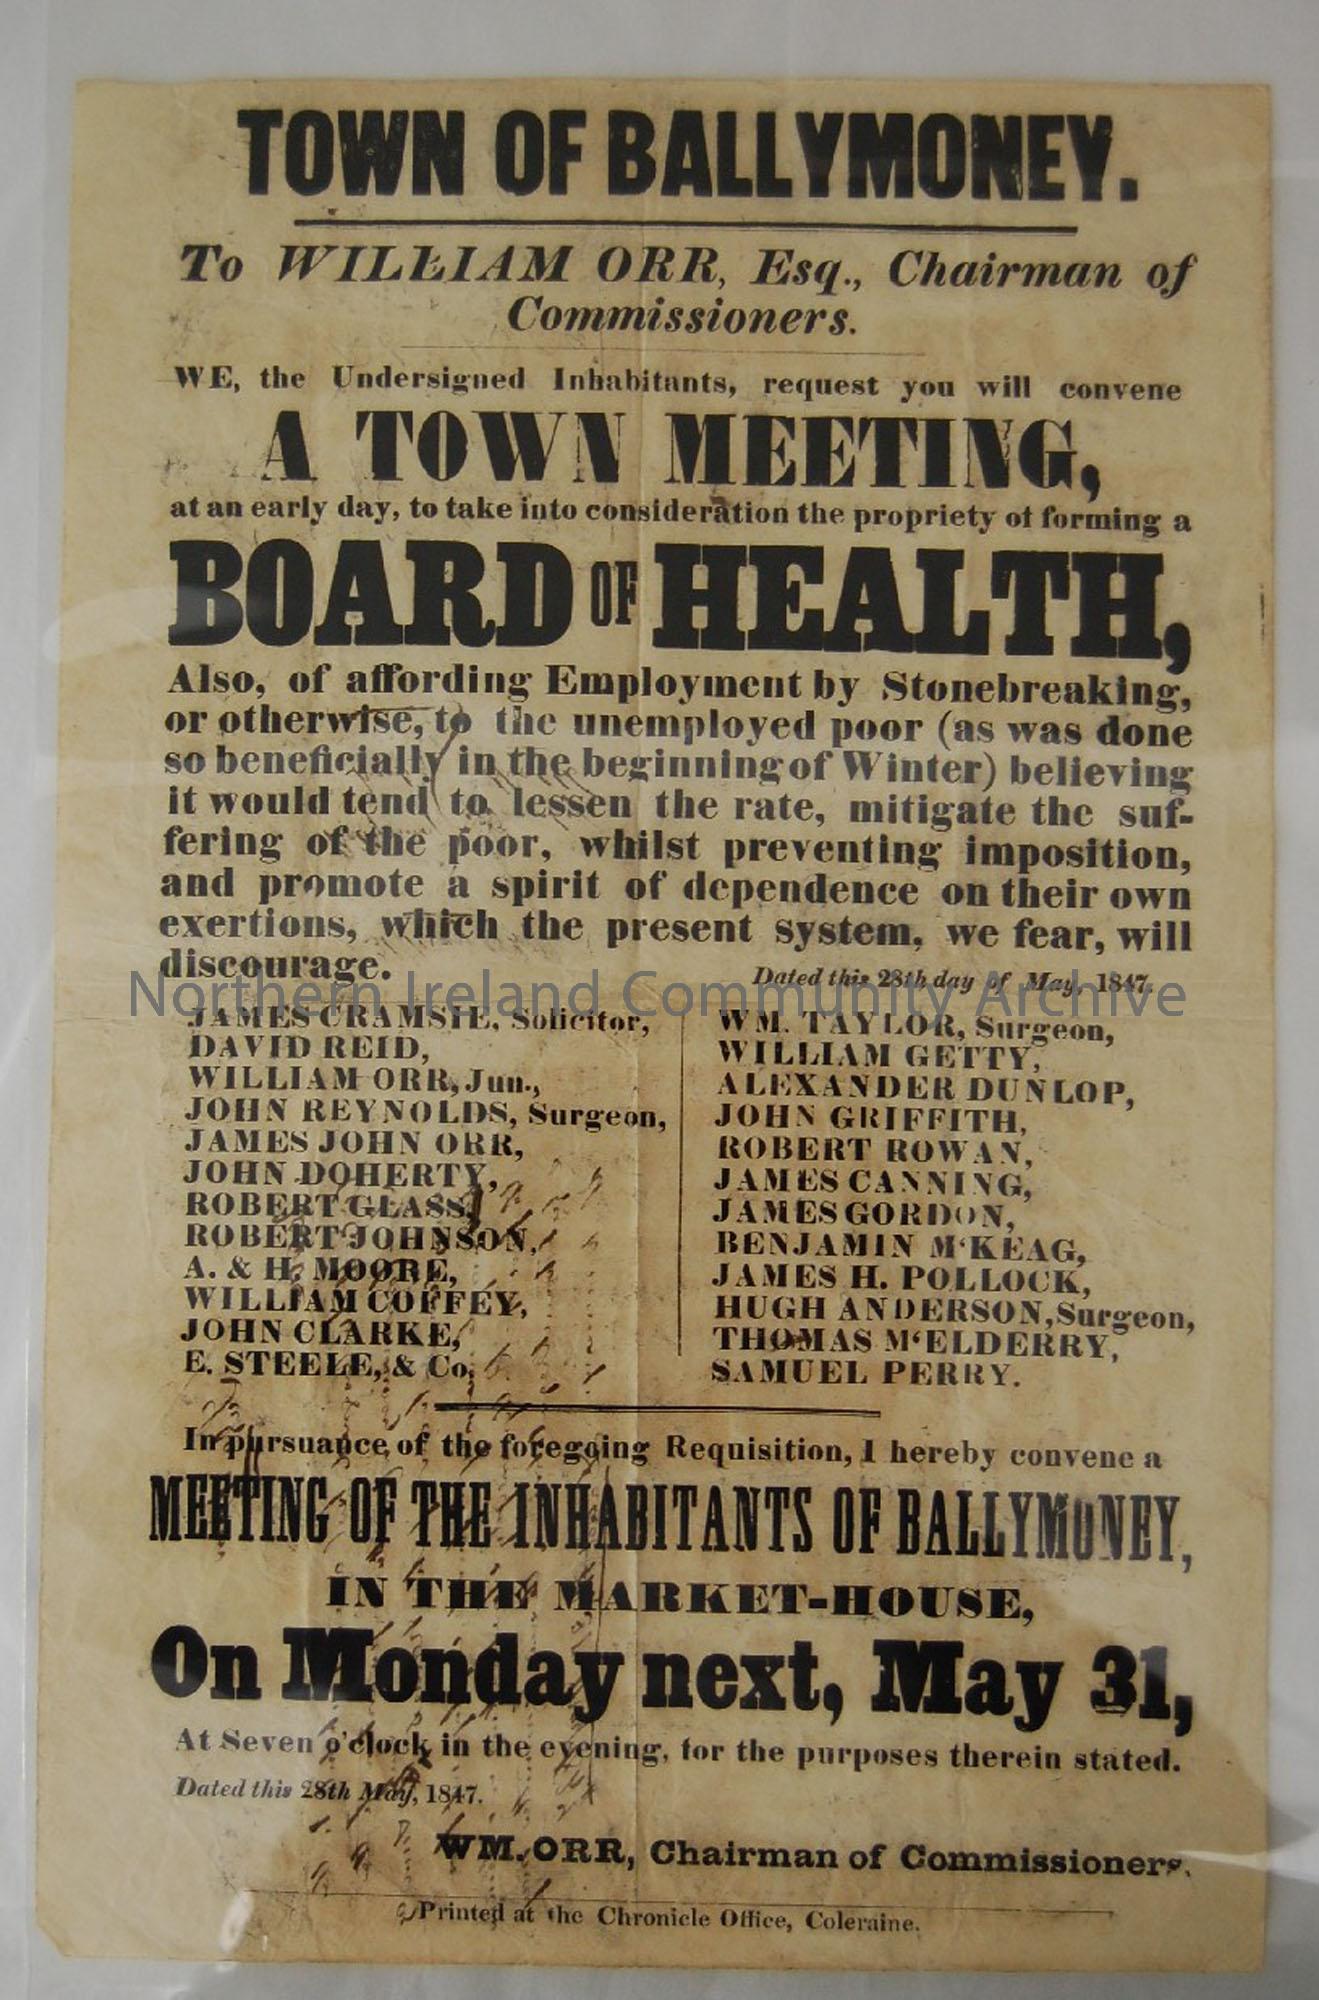 TOWN OF BALLYMONEY.
To WILLIAM ORR, Esq., Chairman of
Commissioners.
WE, the Undersigned Inhabitants, request you will convene
A TOWN MEETING,
at an early day, to take into consideration the propriety of forming a
BOARD OF HEALTH,
Also, of affording Employment by Stonebreaking,
or otherwise, to the unemployed poor (as was done
so beneficially in the beginning of Winter) believing
it would tend to lessen the rate, mitigate the suf-
fering of the poor, whilst preventing imposition,
and promote a spirit of dependence on their own
exertions, which the present system, we fear, will
discourage.
Dated this 28th day of May, 1847.
Northern Ireland Community Archive
JAMES CRAMSIE, Solicitor,
DAVID REID,
WILLIAM ORR, Jun.,
JOHN REYNOLDS, Surgeon,
JAMES JOHN ORR,
JOHN DOHERTY,
ROBERT GLASS,
ROBERT JOHNSON,
A. & H. MOORE,
WILLIAM COFFEY,
JOHN CLARKE,
E. STEELE, & Co,
WM. TAYLOR, Surgeon,
WILLIAM GETTY,
ALEXANDER DUNLOP,
JOHN GRIFFITH,
ROBERT ROWAN,
JAMES CANNING,
JAMES GORDON,
BENJAMIN M‘KEAG,
JAMES H. POLLOCK,
HUGH ANDERSON, Surgeon,
THOMAS M‘ELDERRY,
SAMUEL PERRY.
In pursuance of the foregoing Requisition, I hereby convene a
MEETING OF THE INHABITANTS OF BALLYMONEY,
IN THE MARKET-HOUSE,
On Monday next, May 31,
At Seven o'clock in the evening, for the purposes therein stated.
Dated this 28th May, 1847.
WM. ORR, Chairman of Commissioners.
Printed at the Chronicle Office, Coleraine.